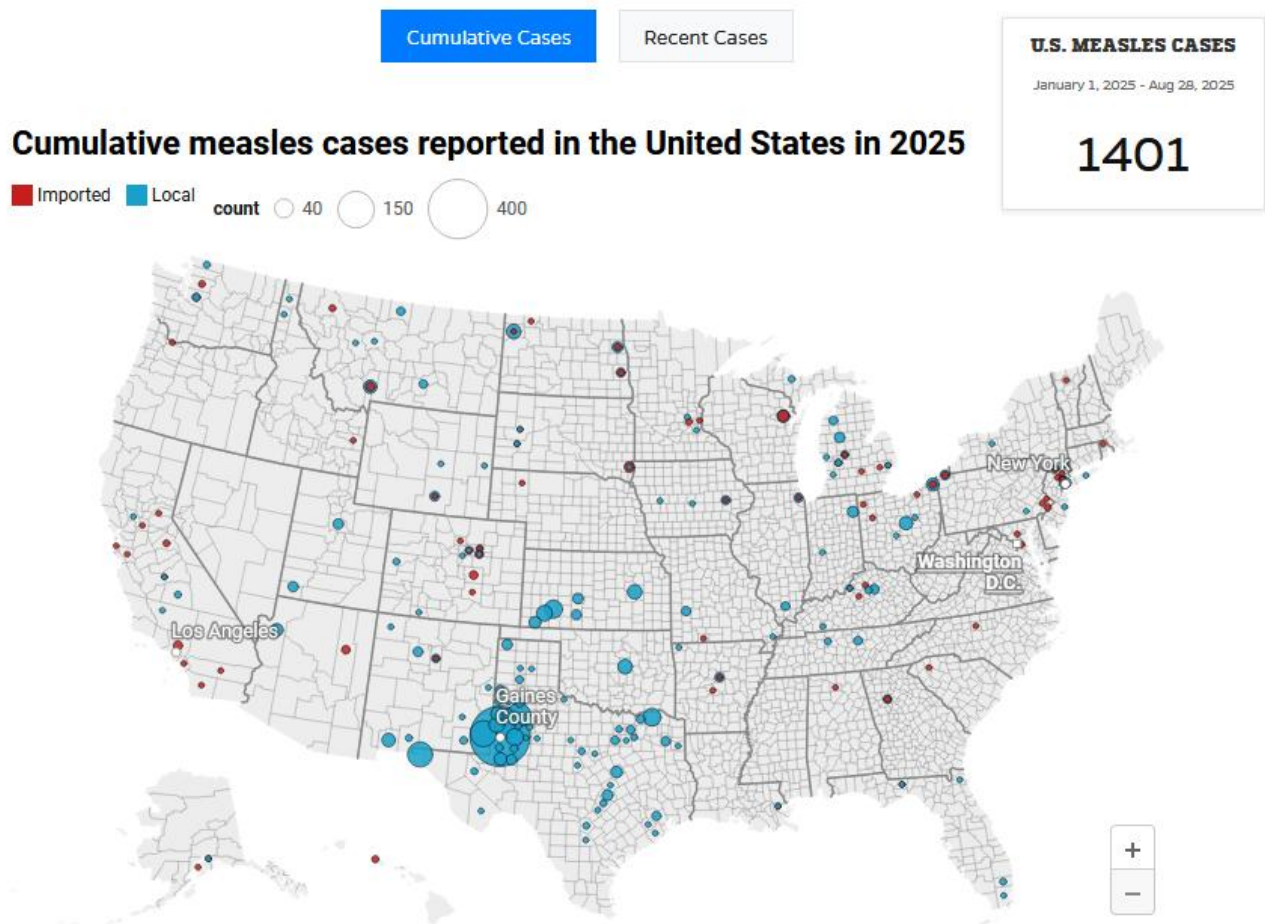 Cumulative Cases
Recent Cases
U.S. MEASLES CASES
January 1, 2025 - Aug 28, 2025
1401
Cumulative measles cases reported in the United States in 2025
Imported Local count 40 150 400
New York
Washington
D.C.
Los Angeles
Gaines
County
+
−